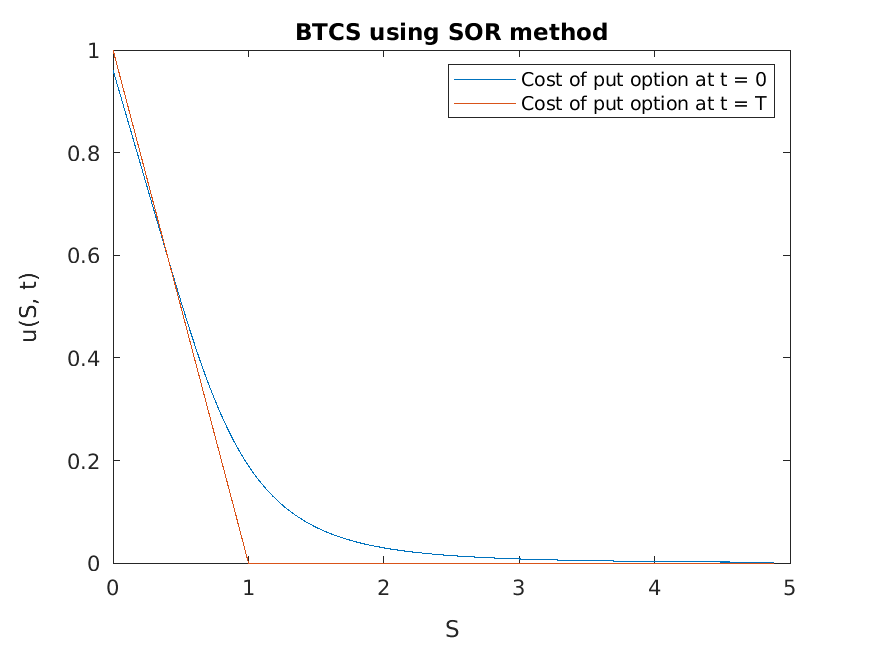 BTCS using SOR method
Cost of put option at t = 0
Cost of put option at t = T
u(S, t)
1
0.8
0.6
0.4
0.2
0
0 1 2 3 4 5
S